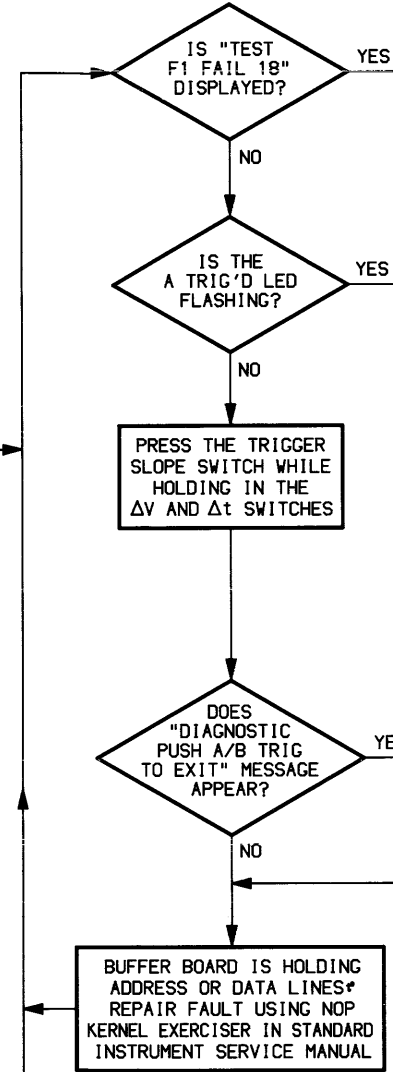 IS "TEST
F1 FAIL 18"
DISPLAYED?
YES
NO
IS THE
A TRIG'D LED
FLASHING?
YES
NO
PRESS THE TRIGGER
SLOPE SWITCH WHILE
HOLDING IN THE
ΔV AND Δt SWITCHES
DOES
"DIAGNOSTIC
PUSH A/B TRIG
TO EXIT" MESSAGE
APPEAR?
YE
NO
BUFFER BOARD IS HOLDING
ADDRESS OR DATA LINES.
REPAIR FAULT USING NOP
KERNEL EXERCISER IN STANDARD
INSTRUMENT SERVICE MANUAL